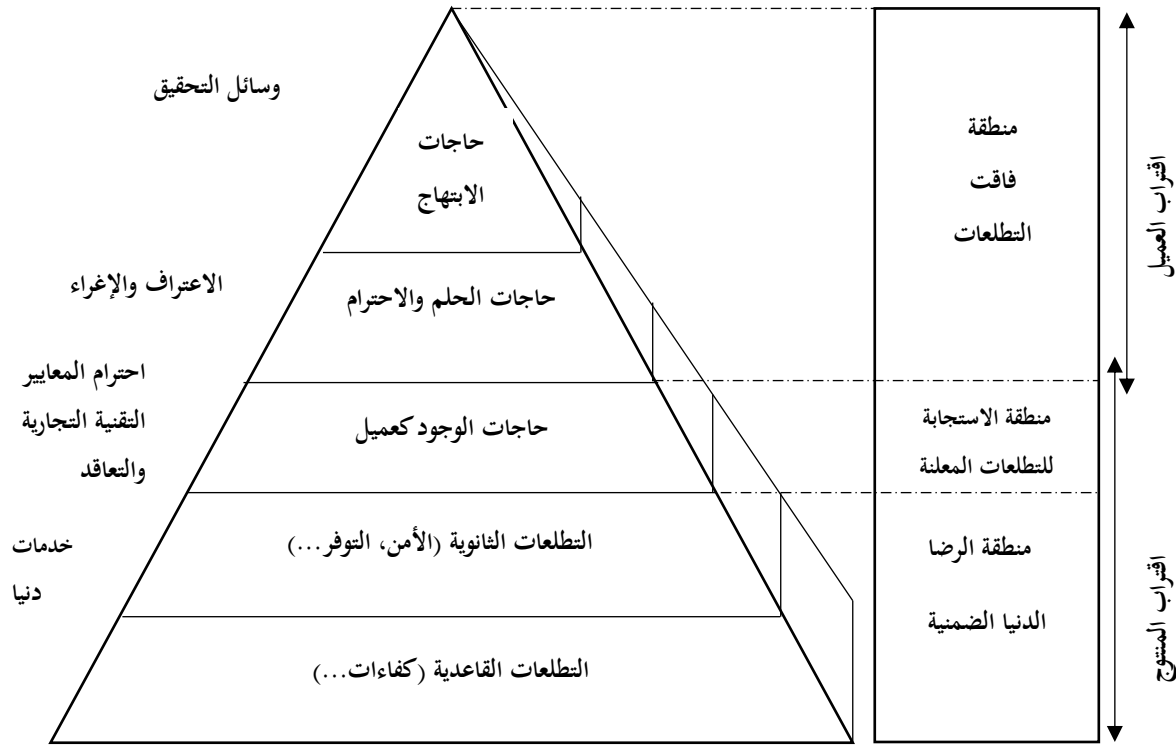 وسائل التحقيق
حاجات
الابتهاج
منطقة
فاقت
التطلعات
اقتراب العميل
الاعتراف والإغراء
حاجات الحلم والاحترام
احترام المعايير
التقنية التجارية
والتعاقد
حاجات الوجود كعميل
منطقة الاستجابة
للتطلعات المعلنة
خدمات
دنيا
التطلعات الثانوية (الأمن، التوفر...)
منطقة الرضا
الدنيا الضمنية
اقتراب المنتوج
التطلعات القاعدية (كفاءات...)